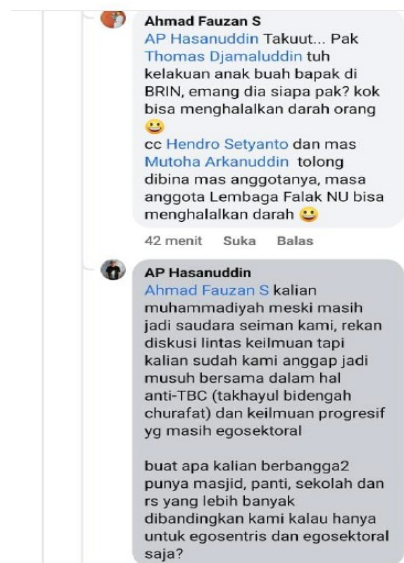 Ahmad Fauzan S
AP Hasanuddin Takuut... Pak
Thomas Djamaluddin tuh
kelakuan anak buah bapak di
BRIN, emang dia siapa pak? kok
bisa menghalalkan darah orang
😀
cc Hendro Setyanto dan mas
Mutoha Arkanuddin tolong
dibina mas anggotanya, masa
anggota Lembaga Falak NU bisa
menghalalkan darah 😀
42 menit Suka Balas
AP Hasanuddin
Ahmad Fauzan S kalian
muhammadiyah meski masih
jadi saudara seiman kami, rekan
diskusi lintas keilmuan tapi
kalian sudah kami anggap jadi
musuh bersama dalam hal
anti-TBC (takhayul bidengah
churafat) dan keilmuan progresif
yg masih egosektoral
buat apa kalian berbangga2
punya masjid, panti, sekolah dan
rs yang lebih banyak
dibandingkan kami kalau hanya
untuk egosentris dan egosektoral
saja?